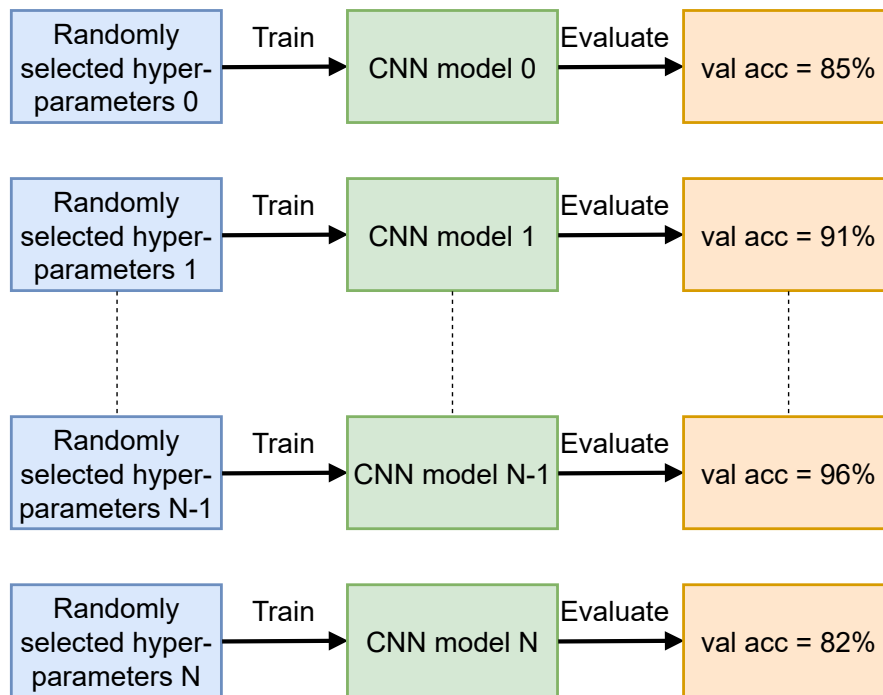 Randomly
selected hyper-
parameters 0
Train
CNN model 0
Evaluate
val acc = 85%
Randomly
selected hyper-
parameters 1
Train
CNN model 1
Evaluate
val acc = 91%
Randomly
selected hyper-
parameters N-1
Train
CNN model N-1
Evaluate
val acc = 96%
Randomly
selected hyper-
parameters N
Train
CNN model N
Evaluate
val acc = 82%